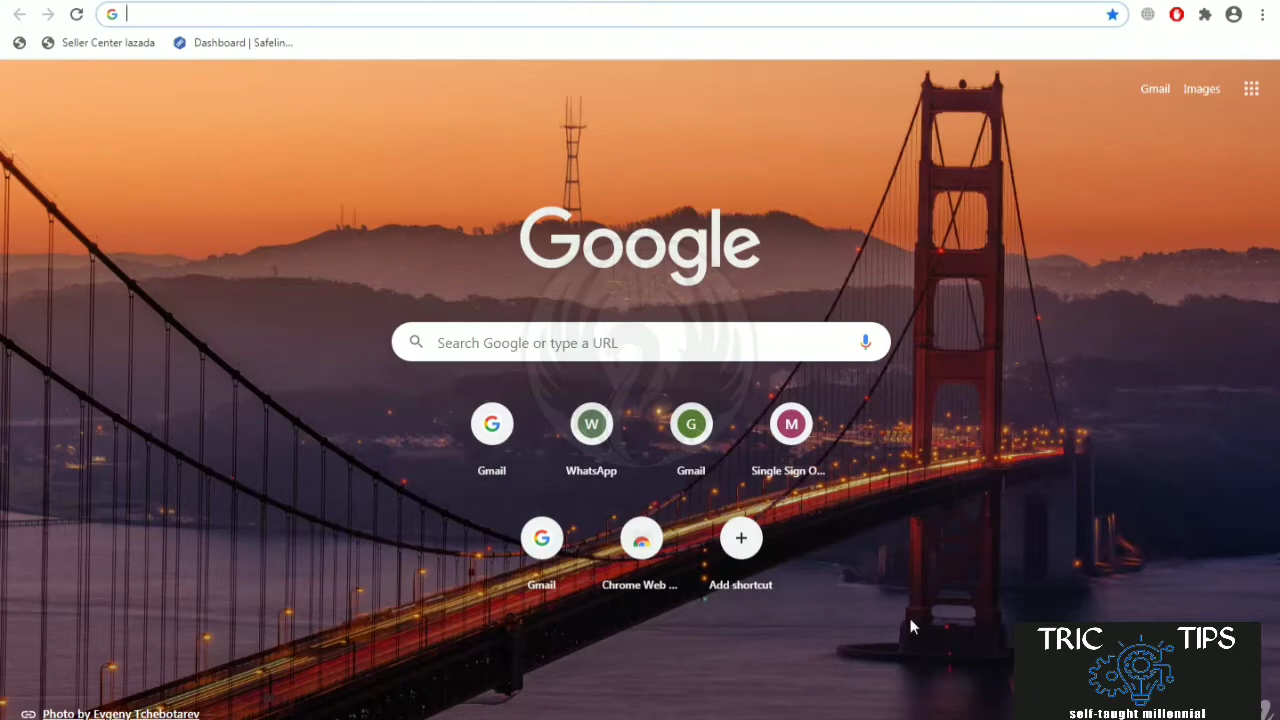 Seller Center lazada
Dashboard | Safelin...
Gmail
Images
Google
Search Google or type a URL
W
G
M
Gmail
WhatsApp
Gmail
Single Sign O...
Gmail
Chrome Web ...
Add shortcut
Photo by Evgeny Tchebotarev
TRIC TIPS
self-taught millennial